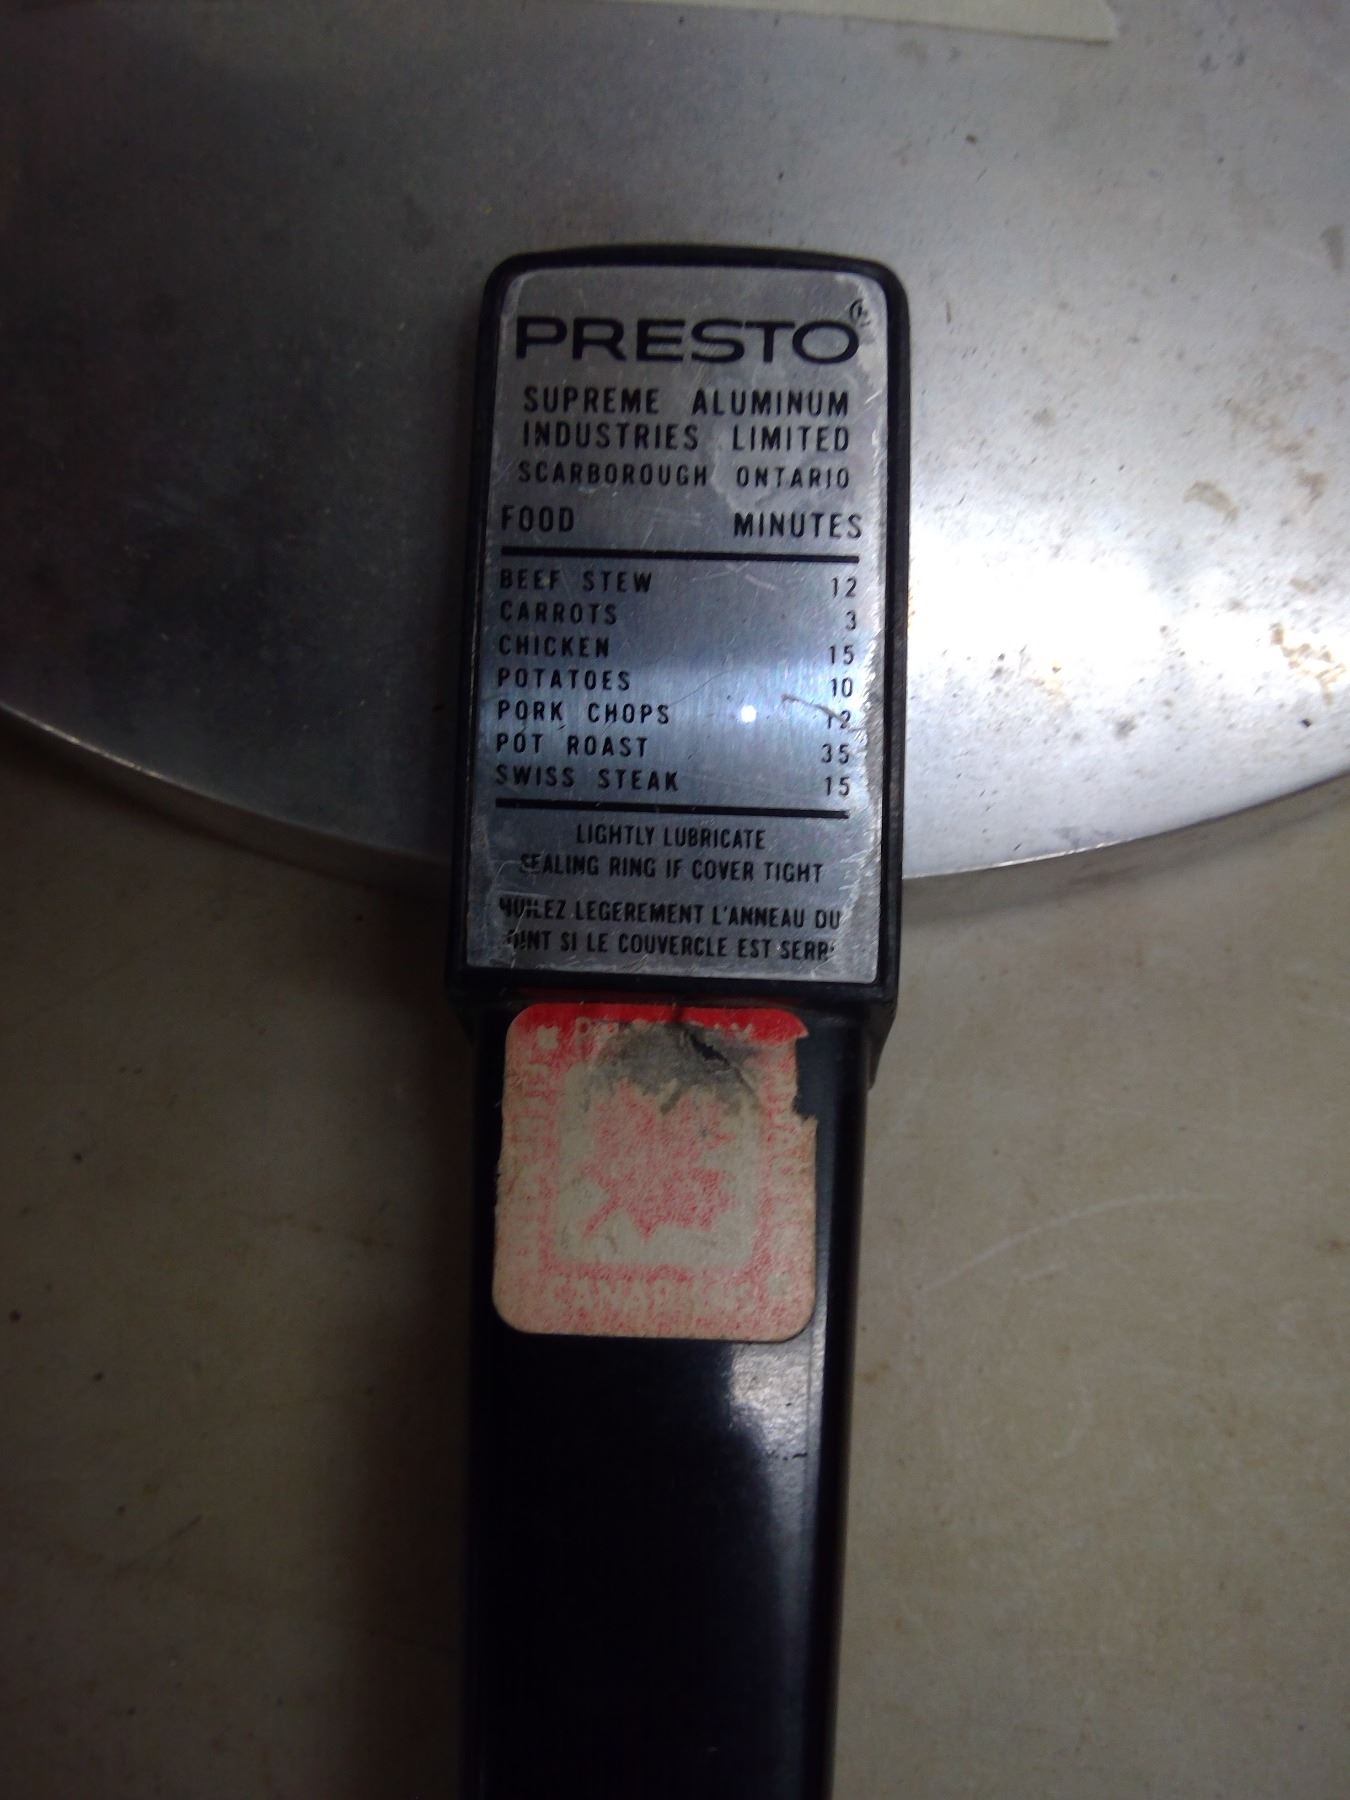 PRESTO®
SUPREME ALUMINUM
INDUSTRIES LIMITED
SCARBOROUGH ONTARIO
FOOD MINUTES
BEEF STEW 12
CARROTS 3
CHICKEN 15
POTATOES 10
PORK CHOPS 12
POT ROAST 35
SWISS STEAK 15
LIGHTLY LUBRICATE
SEALING RING IF COVER TIGHT
HUILEZ LEGEREMENT L'ANNEAU DU
SI LE COUVERCLE EST